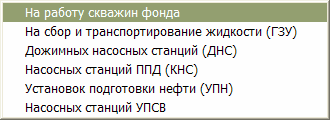 На работу скважин фонда
На сбор и транспортирование жидкости (ГЗУ)
Дожимных насосных станций (ДНС)
Насосных станций ППД (КНС)
Установок подготовки нефти (УПН)
Насосных станций УПСВ